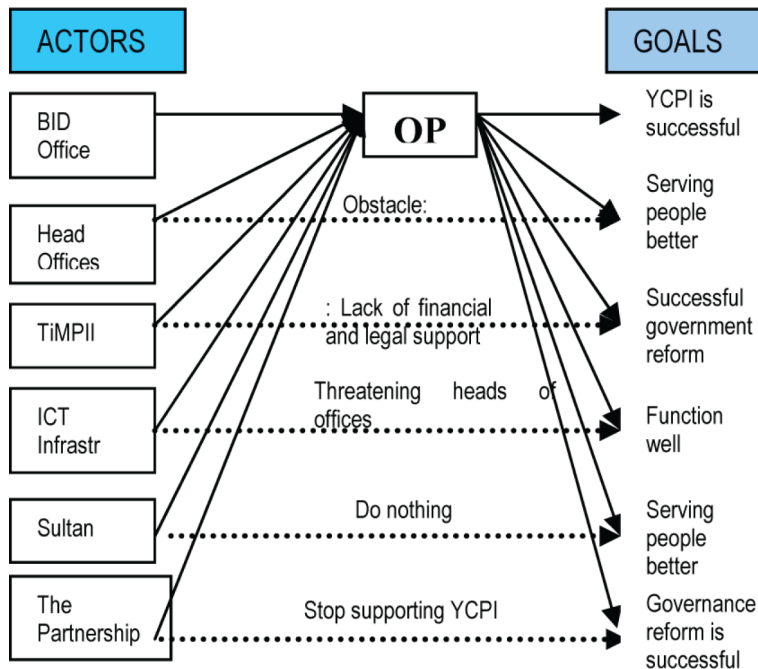 ACTORS
GOALS
BID
Office
OP
YCPI is
successful
Head
Offices
Obstacle:
Serving
people
better
TiMPII
: Lack of financial
and legal support
Successful
government
reform
ICT
Infrastr
Threatening heads of
offices
Function
well
Sultan
Do nothing
Serving
people
better
The
Partnership
Stop supporting YCPI
Governance
reform is
successful